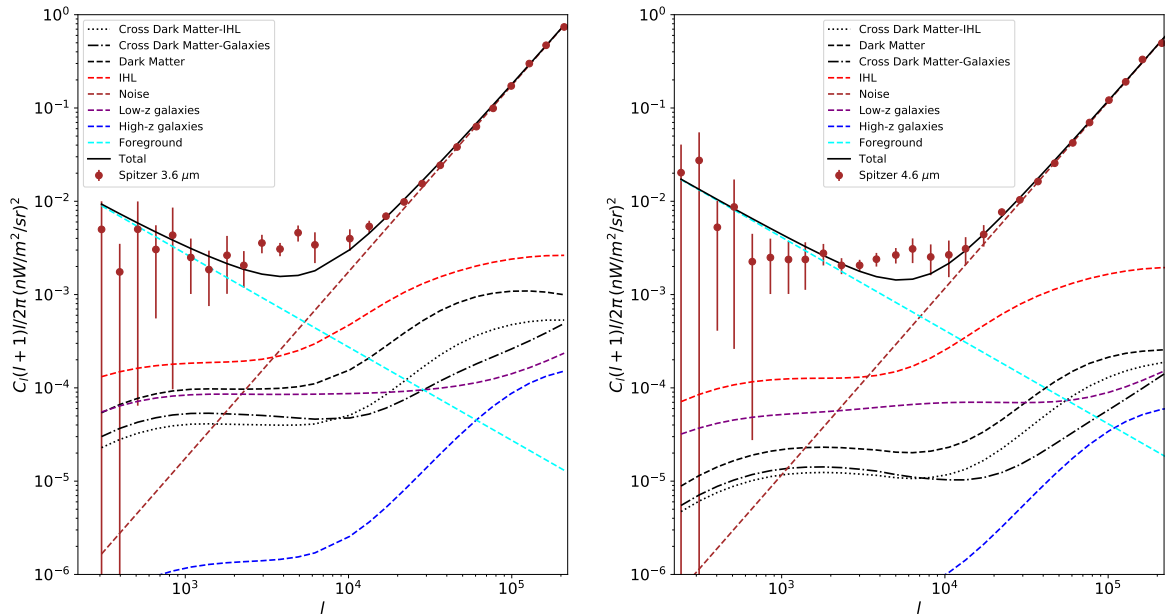 10^0
10^{-1}
10^{-2}
10^{-3}
10^{-4}
10^{-5}
10^{-6}
C_l(l + 1)l/2π (nW/m^2/sr)^2
Cross Dark Matter-IHL
Cross Dark Matter-Galaxies
Dark Matter
IHL
Noise
Low-z galaxies
High-z galaxies
Foreground
Total
Spitzer 3.6 μm
10^3
10^4
10^5
l
10^0
10^{-1}
10^{-2}
10^{-3}
10^{-4}
10^{-5}
10^{-6}
C_l(l + 1)l/2π (nW/m^2/sr)^2
Cross Dark Matter-IHL
Dark Matter
Cross Dark Matter-Galaxies
IHL
Noise
Low-z galaxies
High-z galaxies
Foreground
Total
Spitzer 4.6 μm
10^3
10^4
10^5
l